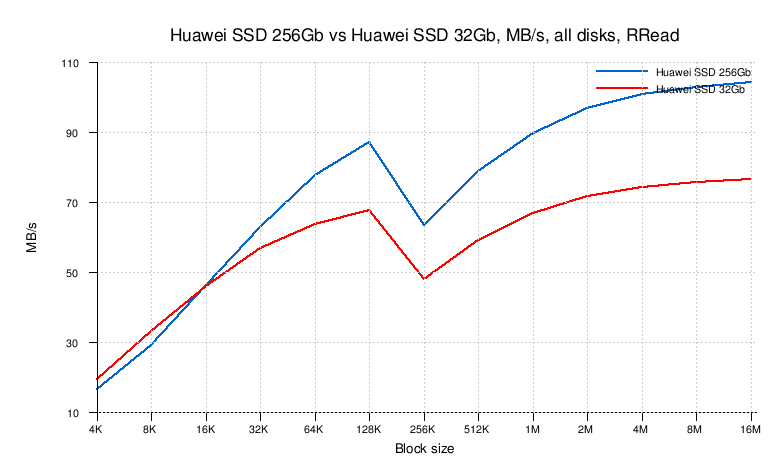 Huawei SSD 256Gb vs Huawei SSD 32Gb, MB/s, all disks, RRead
110
Huawei SSD 256Gb
Huawei SSD 32Gb
90
70
MB/s
50
30
10
4K 8K 16K 32K 64K 128K 256K 512K 1M 2M 4M 8M 16M
Block size